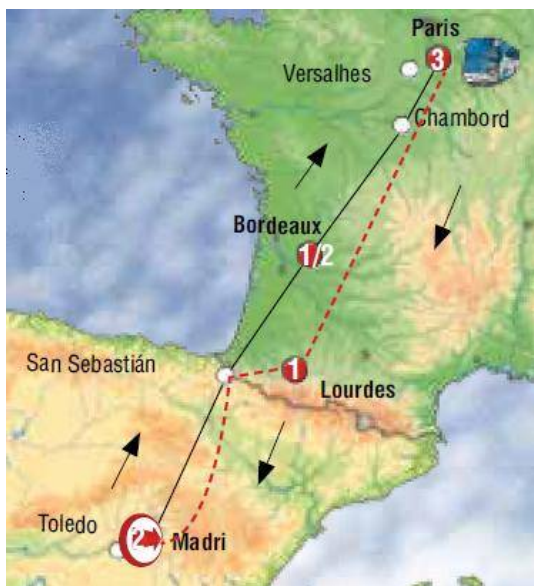 Paris
3
Versalhes
Chambord
Bordeaux
1/2
San Sebastián
1
Lourdes
Toledo
2
Madri